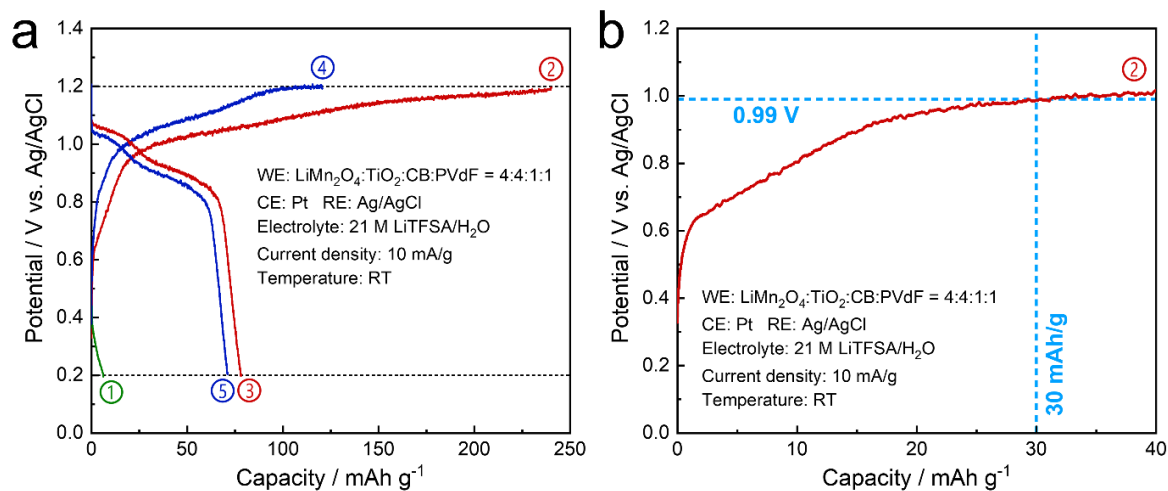 a
1.4
1.2
1.0
0.8
0.6
0.4
0.2
0.0
Potential / V vs. Ag/AgCl
④
②
WE: LiMn₂O₄:TiO₂:CB:PVdF = 4:4:1:1
CE: Pt RE: Ag/AgCl
Electrolyte: 21 M LiTFSA/H₂O
Current density: 10 mA/g
Temperature: RT
①
⑤
③
0
50
100
150
200
250
Capacity / mAh g⁻¹
b
1.2
1.0
0.8
0.6
0.4
0.2
0.0
Potential / V vs. Ag/AgCl
②
0.99 V
WE: LiMn₂O₄:TiO₂:CB:PVdF = 4:4:1:1
CE: Pt RE: Ag/AgCl
Electrolyte: 21 M LiTFSA/H₂O
Current density: 10 mA/g
Temperature: RT
30 mAh/g
0
10
20
30
40
Capacity / mAh g⁻¹